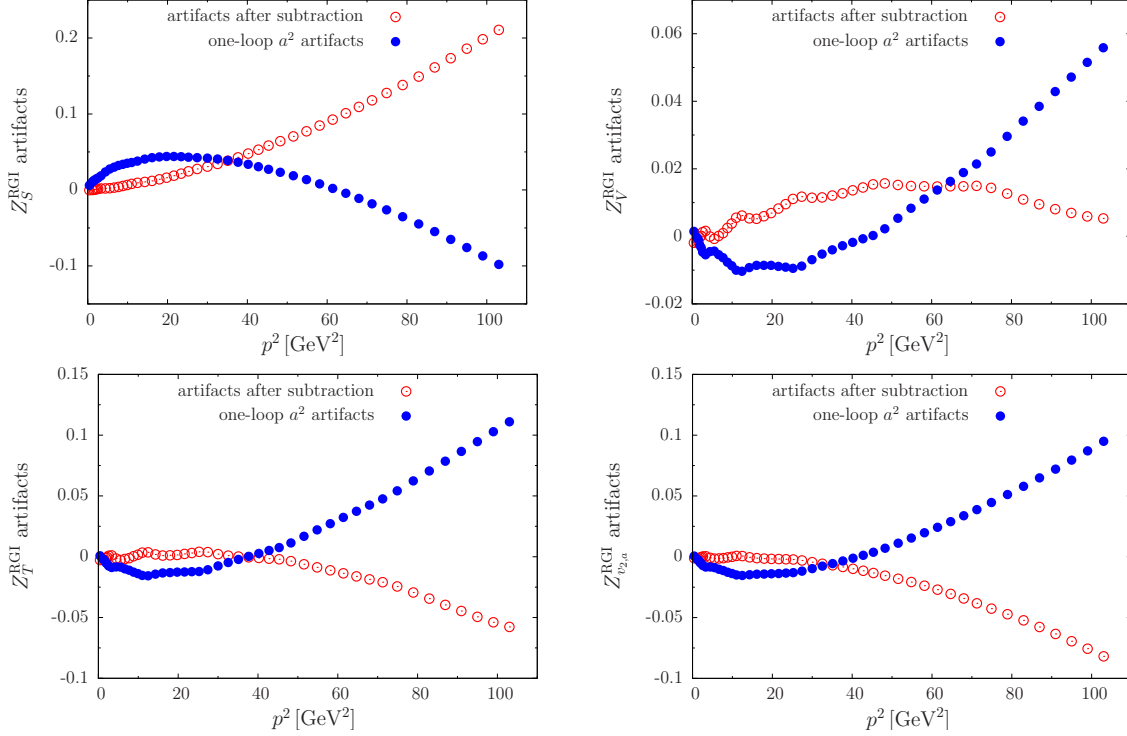 artifacts after subtraction
one-loop a² artifacts
0.2
0.1
0
-0.1
Z_S^RGI artifacts
0 20 40 60 80 100
p² [GeV²]
artifacts after subtraction
one-loop a² artifacts
0.06
0.04
0.02
0
-0.02
Z_V^RGI artifacts
0 20 40 60 80 100
p² [GeV²]
artifacts after subtraction
one-loop a² artifacts
0.15
0.1
0.05
0
-0.05
-0.1
Z_T^RGI artifacts
0 20 40 60 80 100
p² [GeV²]
artifacts after subtraction
one-loop a² artifacts
0.15
0.1
0.05
0
-0.05
-0.1
Z_{v_{2,a}}^RGI artifacts
0 20 40 60 80 100
p² [GeV²]